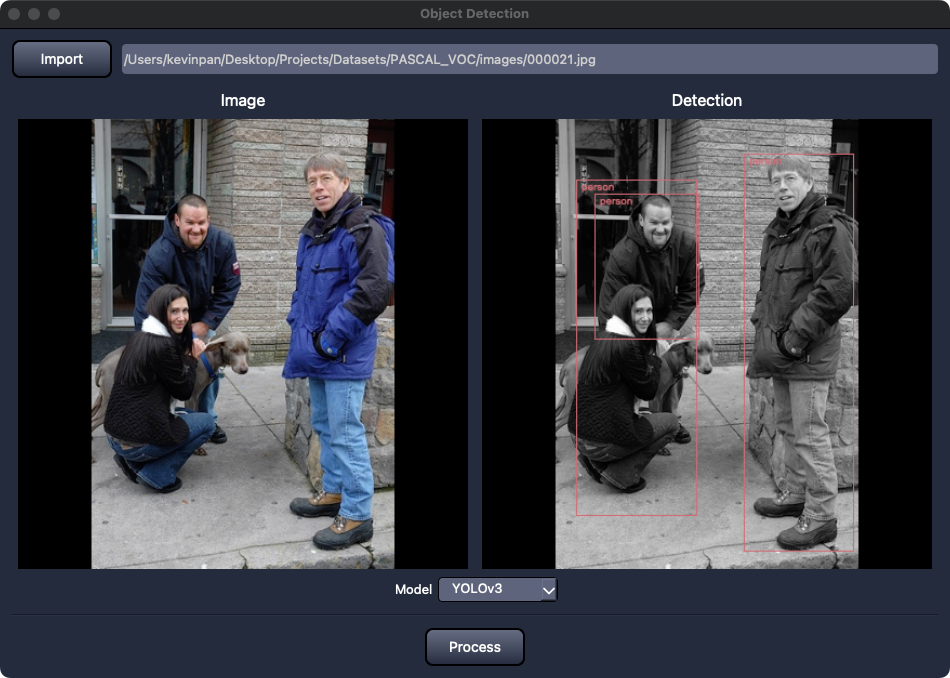 Object Detection
Import
/Users/kevinpan/Desktop/Projects/Datasets/PASCAL_VOC/images/000021.jpg
Image
Detection
person
person
person
Model
YOLOv3
Process